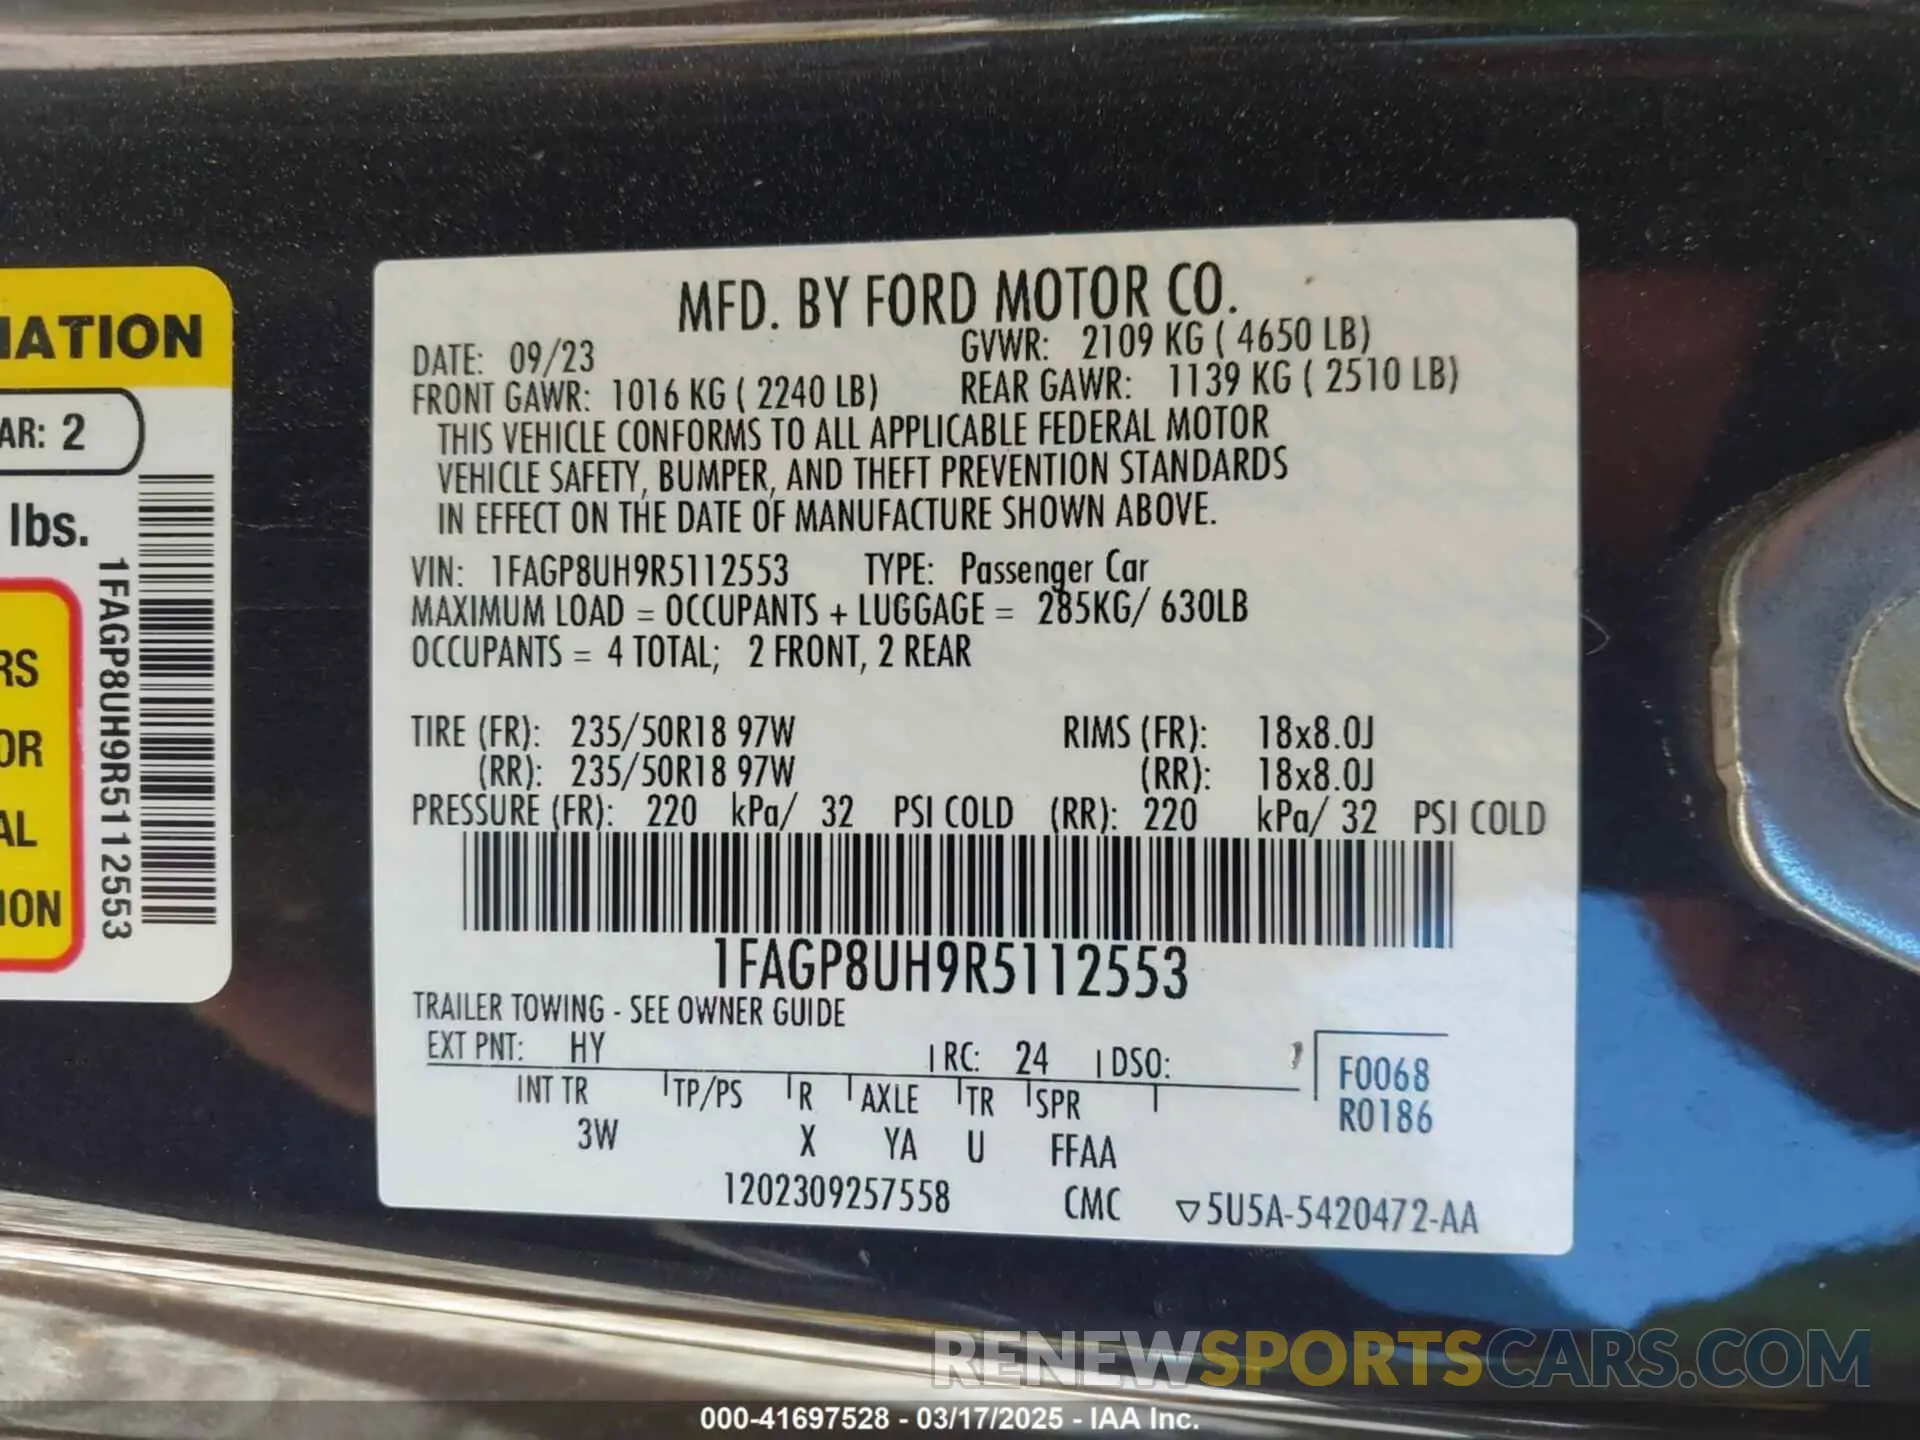 MATION
AR: 2
lbs.
RS
OR
AL
ION
1FAGP8UH9R5112553
MFD. BY FORD MOTOR CO.
DATE: 09/23 GVWR: 2109 KG ( 4650 LB)
FRONT GAWR: 1016 KG ( 2240 LB) REAR GAWR: 1139 KG ( 2510 LB)
THIS VEHICLE CONFORMS TO ALL APPLICABLE FEDERAL MOTOR
VEHICLE SAFETY, BUMPER, AND THEFT PREVENTION STANDARDS
IN EFFECT ON THE DATE OF MANUFACTURE SHOWN ABOVE.
VIN: 1FAGP8UH9R5112553 TYPE: Passenger Car
MAXIMUM LOAD = OCCUPANTS + LUGGAGE = 285KG/ 630LB
OCCUPANTS = 4 TOTAL; 2 FRONT, 2 REAR
TIRE (FR): 235/50R18 97W RIMS (FR): 18x8.0J
(RR): 235/50R18 97W (RR): 18x8.0J
PRESSURE (FR): 220 kPa/ 32 PSI COLD (RR): 220 kPa/ 32 PSI COLD
1FAGP8UH9R5112553
TRAILER TOWING - SEE OWNER GUIDE
EXT PNT: HY RC: 24 DSO: F0068
INT TR TP/PS R AXLE TR SPR R0186
3W X YA U FFAA
1202309257558 CMC ▽5U5A-5420472-AA
RENEWSPORTSCARS.COM
000-41697528 - 03/17/2025 - IAA Inc.